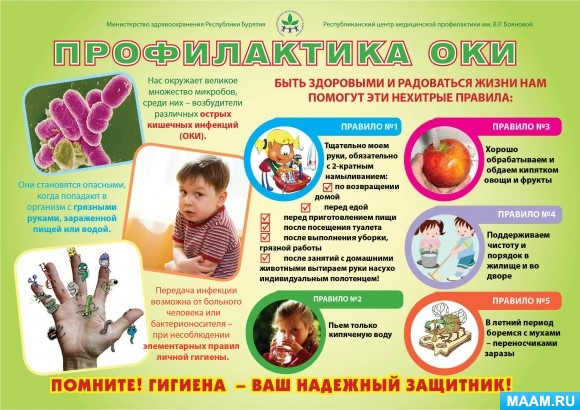 Министерство здравоохранения Республики Бурятия
Республиканский центр медицинской профилактики им. В.Р. Бояновой
ПРОФИЛАКТИКА ОКИ
Нас окружает великое
множество микробов,
среди них – возбудители
различных острых
кишечных инфекций
(ОКИ).
Они становятся опасными,
когда попадают в
организм с грязными
руками, зараженной
пищей или водой.
Передача инфекции
возможна от больного
человека или
бактерионосителя –
при несоблюдении
элементарных правил
личной гигиены.
БЫТЬ ЗДОРОВЫМИ И РАДОВАТЬСЯ ЖИЗНИ НАМ
ПОМОГУТ ЭТИ НЕХИТРЫЕ ПРАВИЛА:
ПРАВИЛО №1
Тщательно моем
руки, обязательно
с 2-кратным
намыливанием:
по возвращении
домой
перед едой
перед приготовлением пищи
после посещения туалета
после выполнения уборки,
грязной работы
после занятий с домашними
животными вытираем руки насухо
индивидуальным полотенцем!
ПРАВИЛО №2
Пьем только
кипяченую воду
ПРАВИЛО №3
Хорошо
обрабатываем и
обдаем кипятком
овощи и фрукты
ПРАВИЛО №4
Поддерживаем
чистоту и
порядок в
жилище и во
дворе
ПРАВИЛО №5
В летний период
боремся с мухами
– переносчиками
заразы
ПОМНИТЕ! ГИГИЕНА – ВАШ НАДЕЖНЫЙ ЗАЩИТНИК!
MAAM.RU